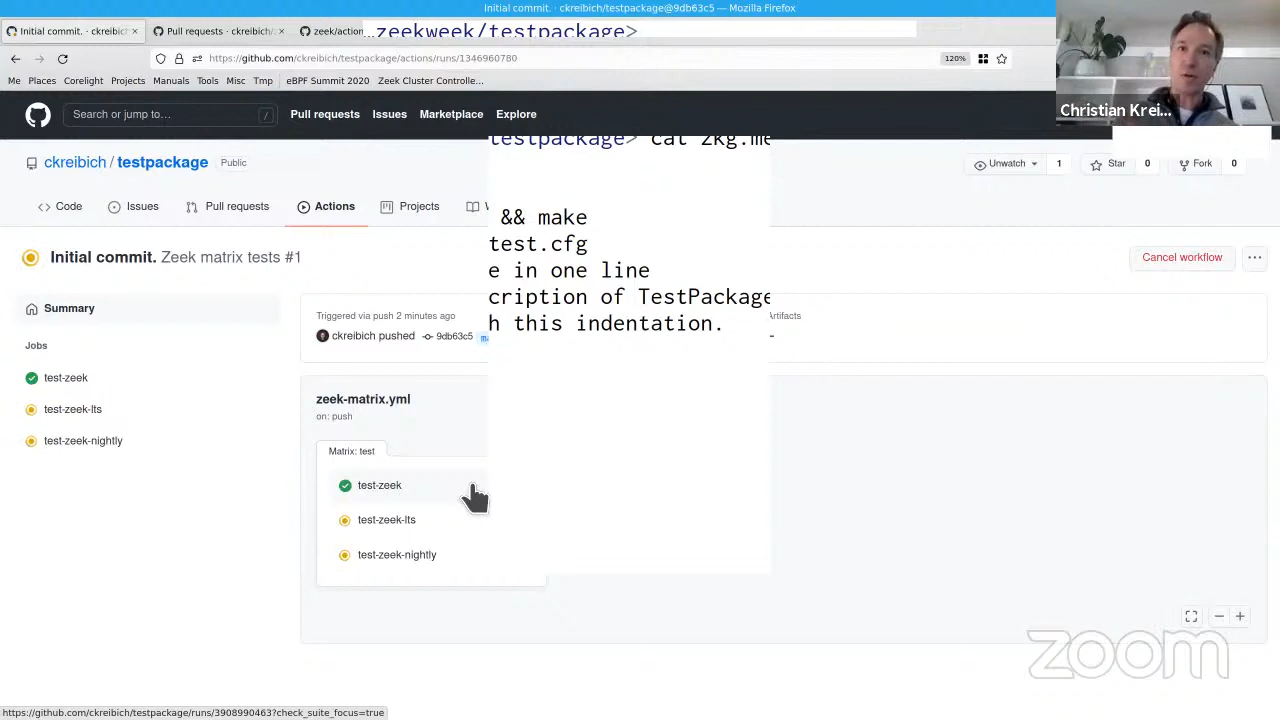 Initial commit. · ckreibich/testpackage@9db63c5 — Mozilla Firefox
Initial commit. · ckreibich
Pull requests · ckreibich/
zeek/action
…zeekweek/testpackage>
https://github.com/ckreibich/testpackage/actions/runs/1346960780
120%
Me Places Corelight Projects Manuals Tools Misc Tmp eBPF Summit 2020 Zeek Cluster Controlle…
Christian Krei...
Search or jump to…
/
Pull requests Issues Marketplace Explore
testpackage> cat zkg.me
ckreibich / testpackage Public
Unwatch 1 Star 0 Fork 0
Code Issues Pull requests Actions Projects
&& make
test.cfg
e in one line
cription of TestPackage
h this indentation.
Initial commit. Zeek matrix tests #1
Cancel workflow
Summary
Jobs
test-zeek
test-zeek-lts
test-zeek-nightly
Triggered via push 2 minutes ago
ckreibich pushed 9db63c5
Artifacts
–
zeek-matrix.yml
on: push
Matrix: test
test-zeek
test-zeek-lts
test-zeek-nightly
zoom
https://github.com/ckreibich/testpackage/runs/3908990463?check_suite_focus=true